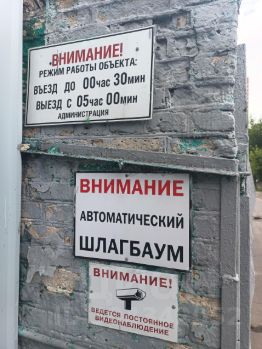 ВНИМАНИЕ!
РЕЖИМ РАБОТЫ ОБЪЕКТА:
ВЪЕЗД ДО 00час 30мин
ВЫЕЗД С 05час 00мин
АДМИНИСТРАЦИЯ
ВНИМАНИЕ
АВТОМАТИЧЕСКИЙ
ШЛАГБАУМ
ВНИМАНИЕ!
ВЕДЕТСЯ ПОСТОЯННОЕ
ВИДЕОНАБЛЮДЕНИЕ